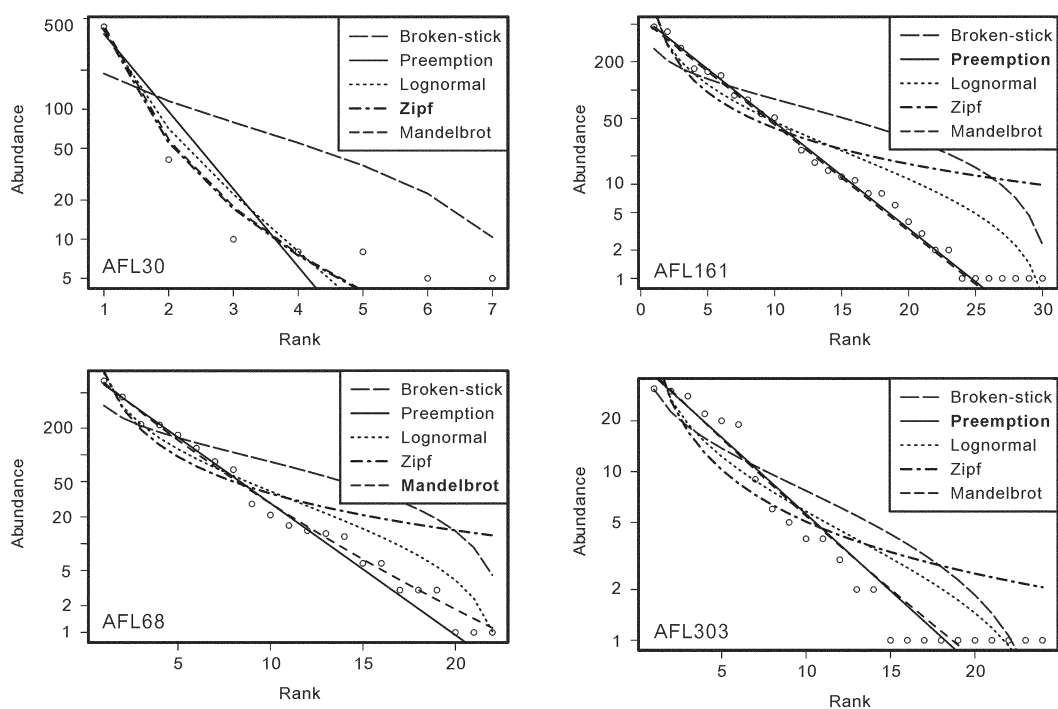 Broken-stick
Preemption
Lognormal
Zipf
Mandelbrot
500
100
50
20
10
5
Abundance
AFL30
1 2 3 4 5 6 7
Rank
Broken-stick
Preemption
Lognormal
Zipf
Mandelbrot
200
50
10
5
2
1
Abundance
AFL161
0 5 10 15 20 25 30
Rank
Broken-stick
Preemption
Lognormal
Zipf
Mandelbrot
200
50
20
5
2
1
Abundance
AFL68
5 10 15 20
Rank
Broken-stick
Preemption
Lognormal
Zipf
Mandelbrot
20
10
5
2
1
Abundance
AFL303
5 10 15 20
Rank